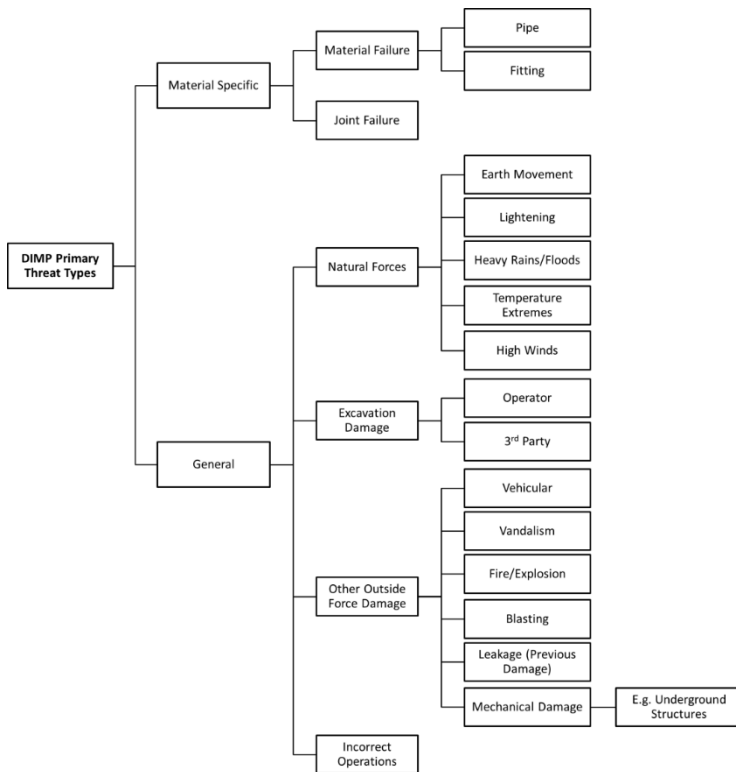 Pipe
Material Failure
Fitting
Material Specific
Joint Failure
Earth Movement
Lightening
DIMP Primary
Threat Types
Natural Forces
Heavy Rains/Floods
Temperature
Extremes
High Winds
Operator
Excavation
Damage
3rd Party
General
Vehicular
Vandalism
Fire/Explosion
Other Outside
Force Damage
Blasting
Leakage (Previous
Damage)
Mechanical Damage
E.g. Underground
Structures
Incorrect
Operations